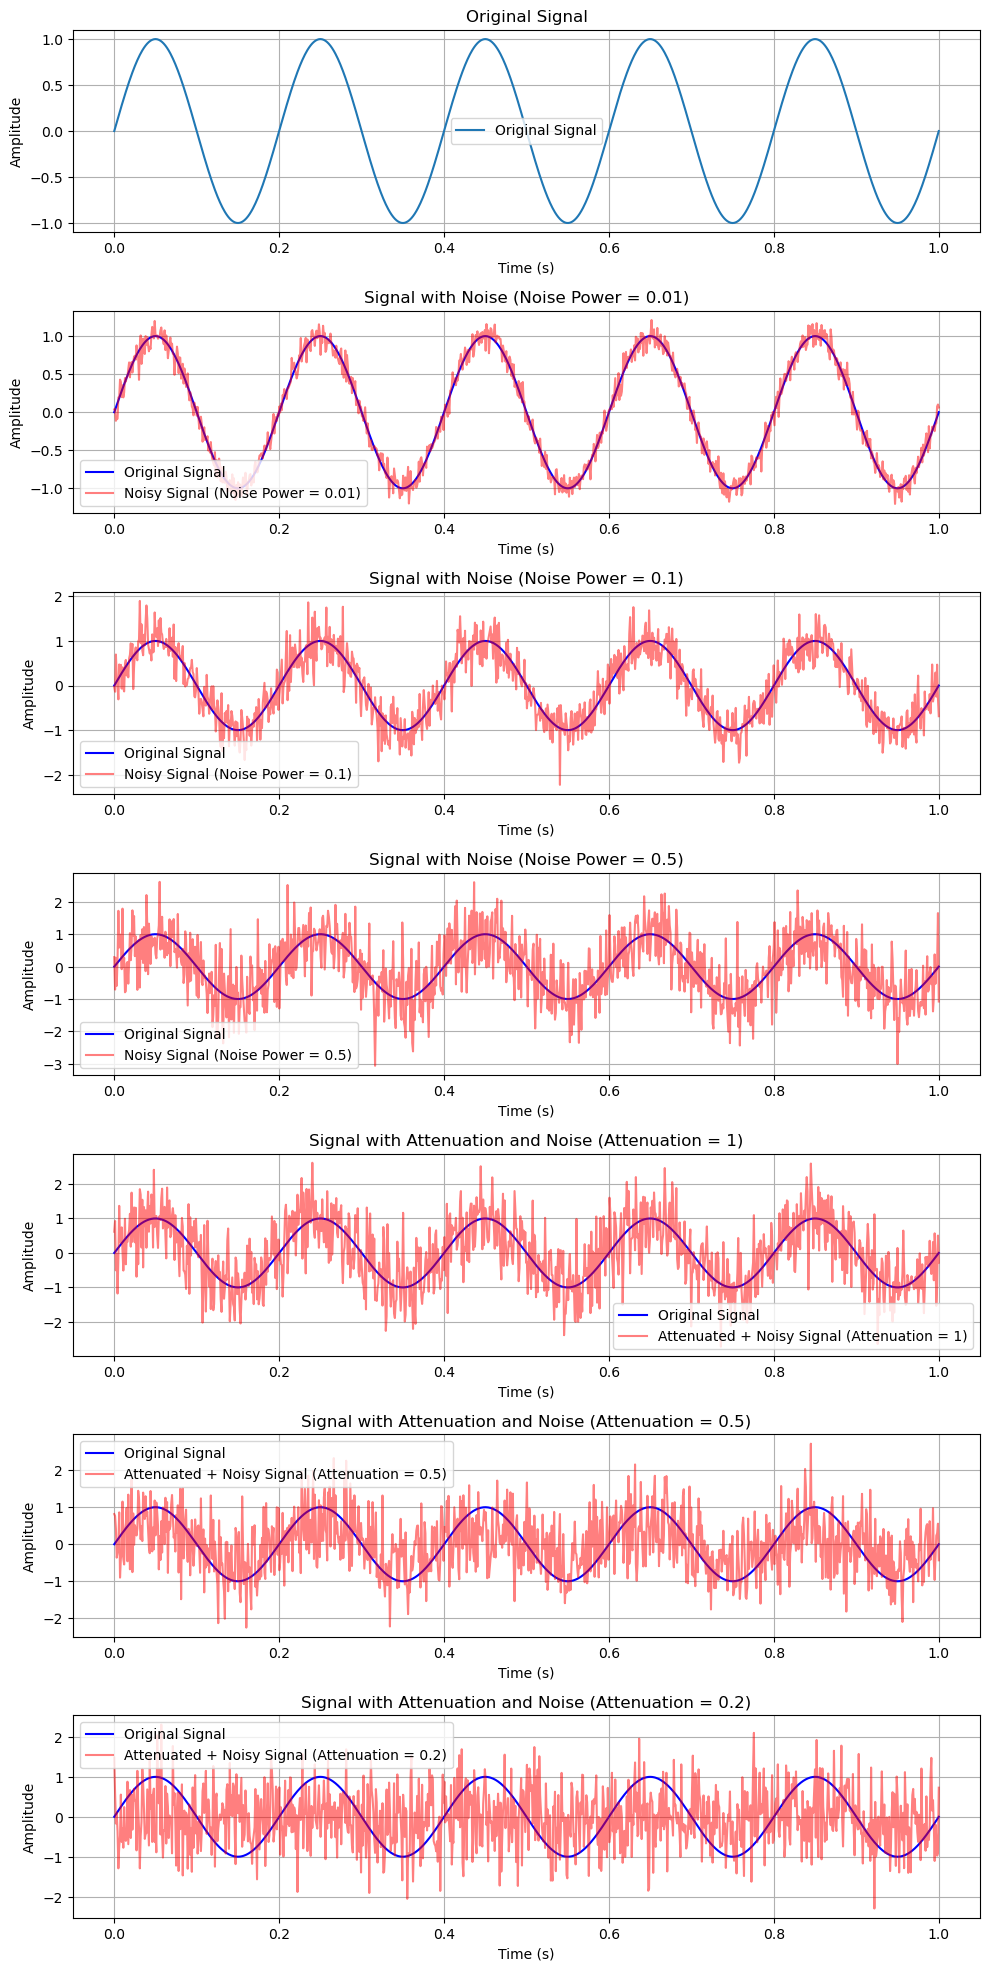 Original Signal
1.0
0.5
0.0
−0.5
−1.0
Amplitude
Original Signal
0.0 0.2 0.4 0.6 0.8 1.0
Time (s)
Signal with Noise (Noise Power = 0.01)
1.0
0.5
0.0
−0.5
−1.0
Amplitude
Original Signal
Noisy Signal (Noise Power = 0.01)
0.0 0.2 0.4 0.6 0.8 1.0
Time (s)
Signal with Noise (Noise Power = 0.1)
2
1
0
−1
−2
Amplitude
Original Signal
Noisy Signal (Noise Power = 0.1)
0.0 0.2 0.4 0.6 0.8 1.0
Time (s)
Signal with Noise (Noise Power = 0.5)
2
1
0
−1
−2
−3
Amplitude
Original Signal
Noisy Signal (Noise Power = 0.5)
0.0 0.2 0.4 0.6 0.8 1.0
Time (s)
Signal with Attenuation and Noise (Attenuation = 1)
2
1
0
−1
−2
Amplitude
Original Signal
Attenuated + Noisy Signal (Attenuation = 1)
0.0 0.2 0.4 0.6 0.8 1.0
Time (s)
Signal with Attenuation and Noise (Attenuation = 0.5)
Original Signal
Attenuated + Noisy Signal (Attenuation = 0.5)
2
1
0
−1
−2
Amplitude
0.0 0.2 0.4 0.6 0.8 1.0
Time (s)
Signal with Attenuation and Noise (Attenuation = 0.2)
Original Signal
Attenuated + Noisy Signal (Attenuation = 0.2)
2
1
0
−1
−2
Amplitude
0.0 0.2 0.4 0.6 0.8 1.0
Time (s)